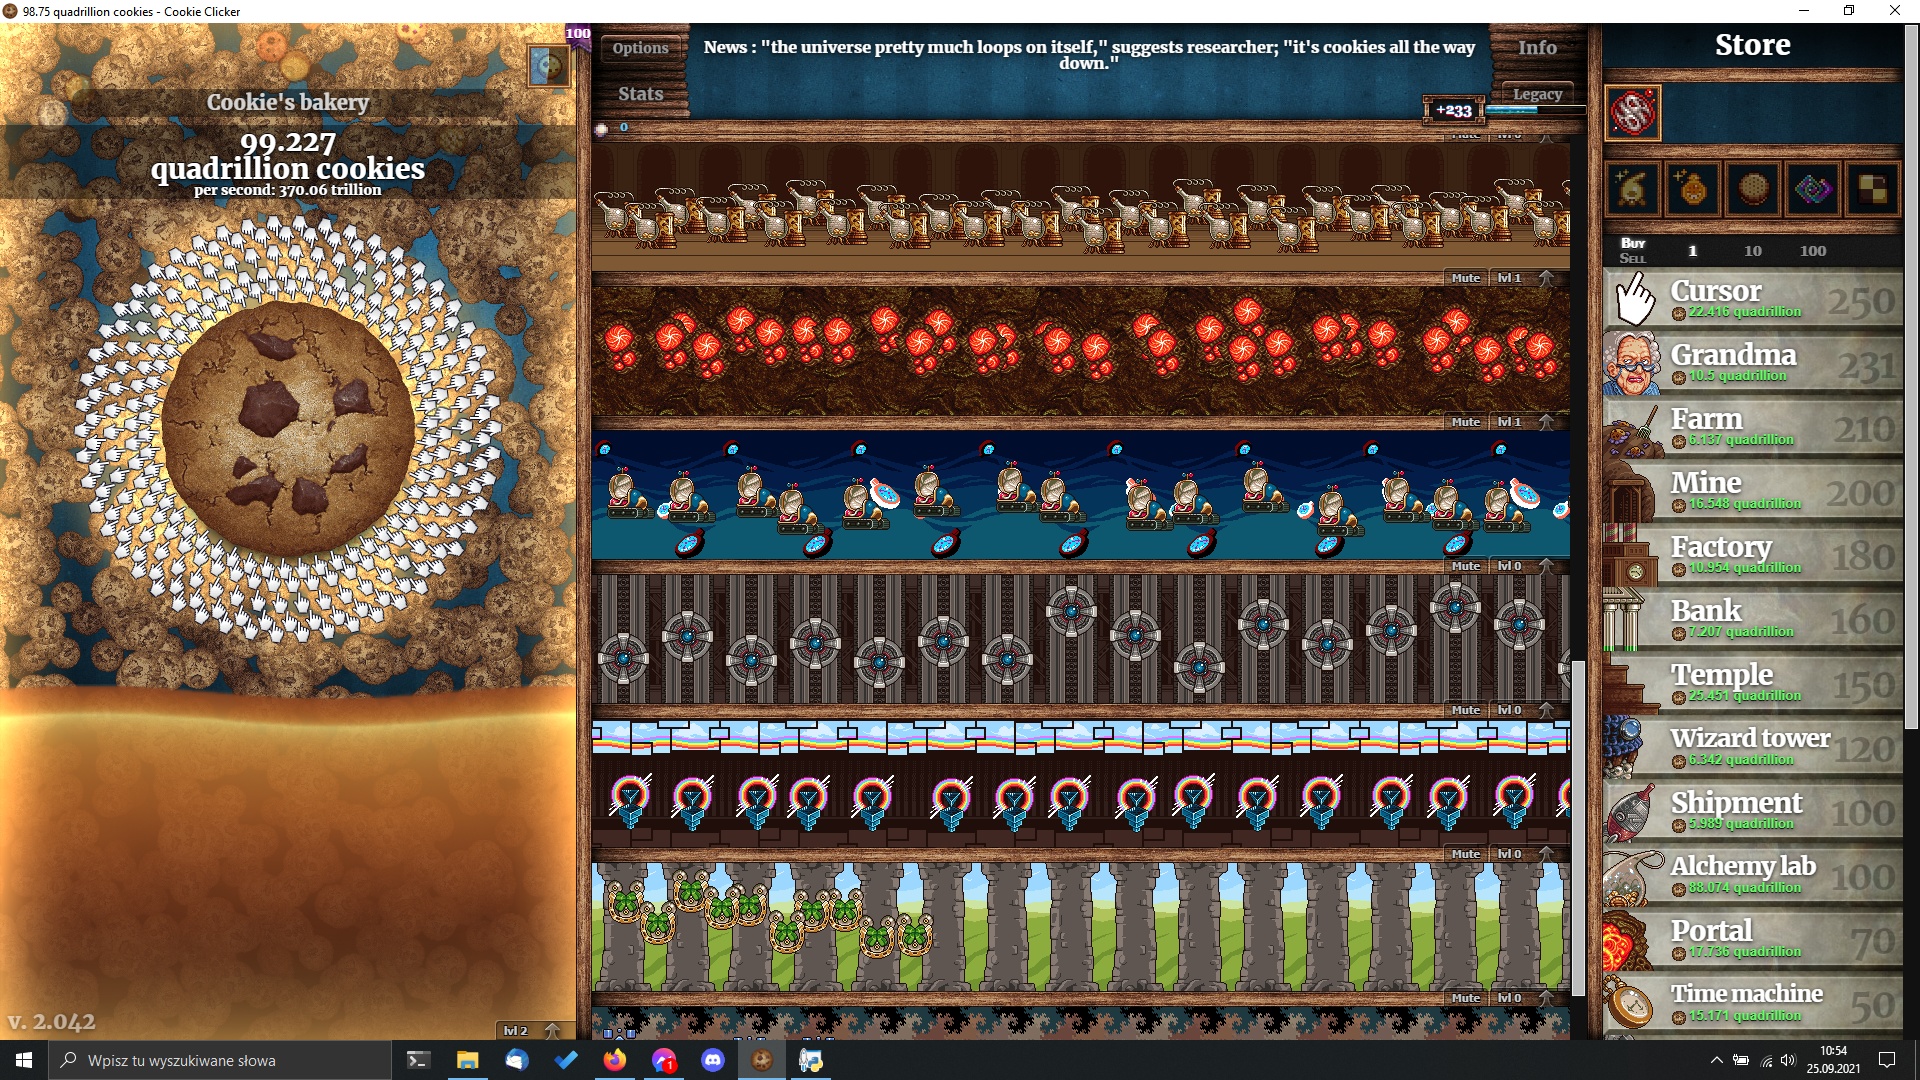 98.75 quadrillion cookies - Cookie Clicker
100
Options
Stats
News : "the universe pretty much loops on itself," suggests researcher; "it's cookies all the way
down."
Info
Legacy
+233
0
Cookie's bakery
99.227
quadrillion cookies
per second: 370.06 trillion
v. 2.042
lvl 2
Mute lvl 0
Mute lvl 1
Mute lvl 1
Mute lvl 0
Mute lvl 0
Mute lvl 0
Mute lvl 0
Store
Buy
Sell
1 10 100
Cursor
22.416 quadrillion
250
Grandma
10.5 quadrillion
231
Farm
6.137 quadrillion
210
Mine
16.548 quadrillion
200
Factory
10.954 quadrillion
180
Bank
7.207 quadrillion
160
Temple
25.451 quadrillion
150
Wizard tower
6.342 quadrillion
120
Shipment
5.989 quadrillion
100
Alchemy lab
88.074 quadrillion
100
Portal
17.736 quadrillion
70
Time machine
15.171 quadrillion
50
Wpisz tu wyszukiwane słowa
1
10:54
25.09.2021